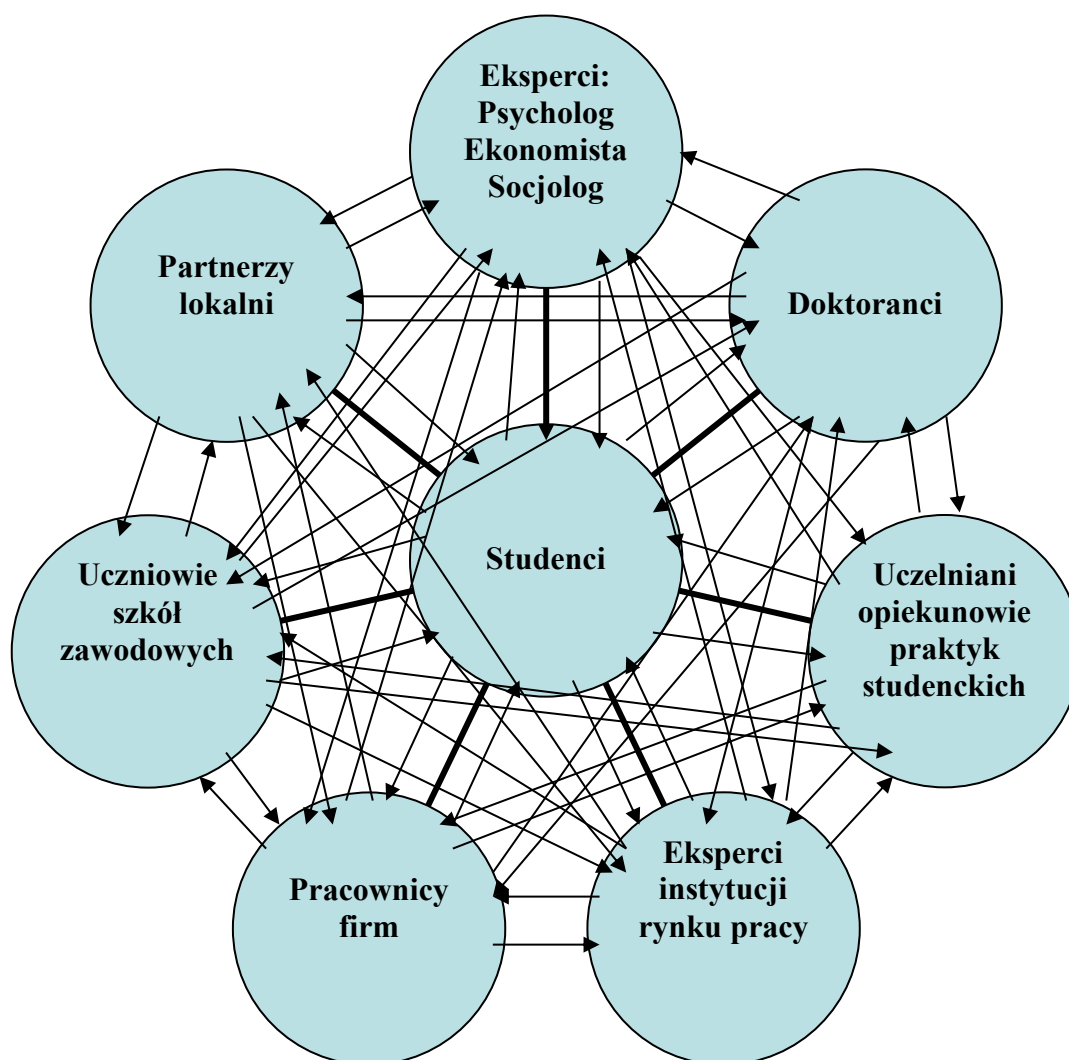 Eksperci:
Psycholog
Ekonomista
Socjolog
Partnerzy
lokalni
Doktoranci
Studenci
Uczniowie
szkół
zawodowych
Uczelniani
opiekunowie
praktyk
studenckich
Pracownicy
firm
Eksperci
instytucji
rynku pracy